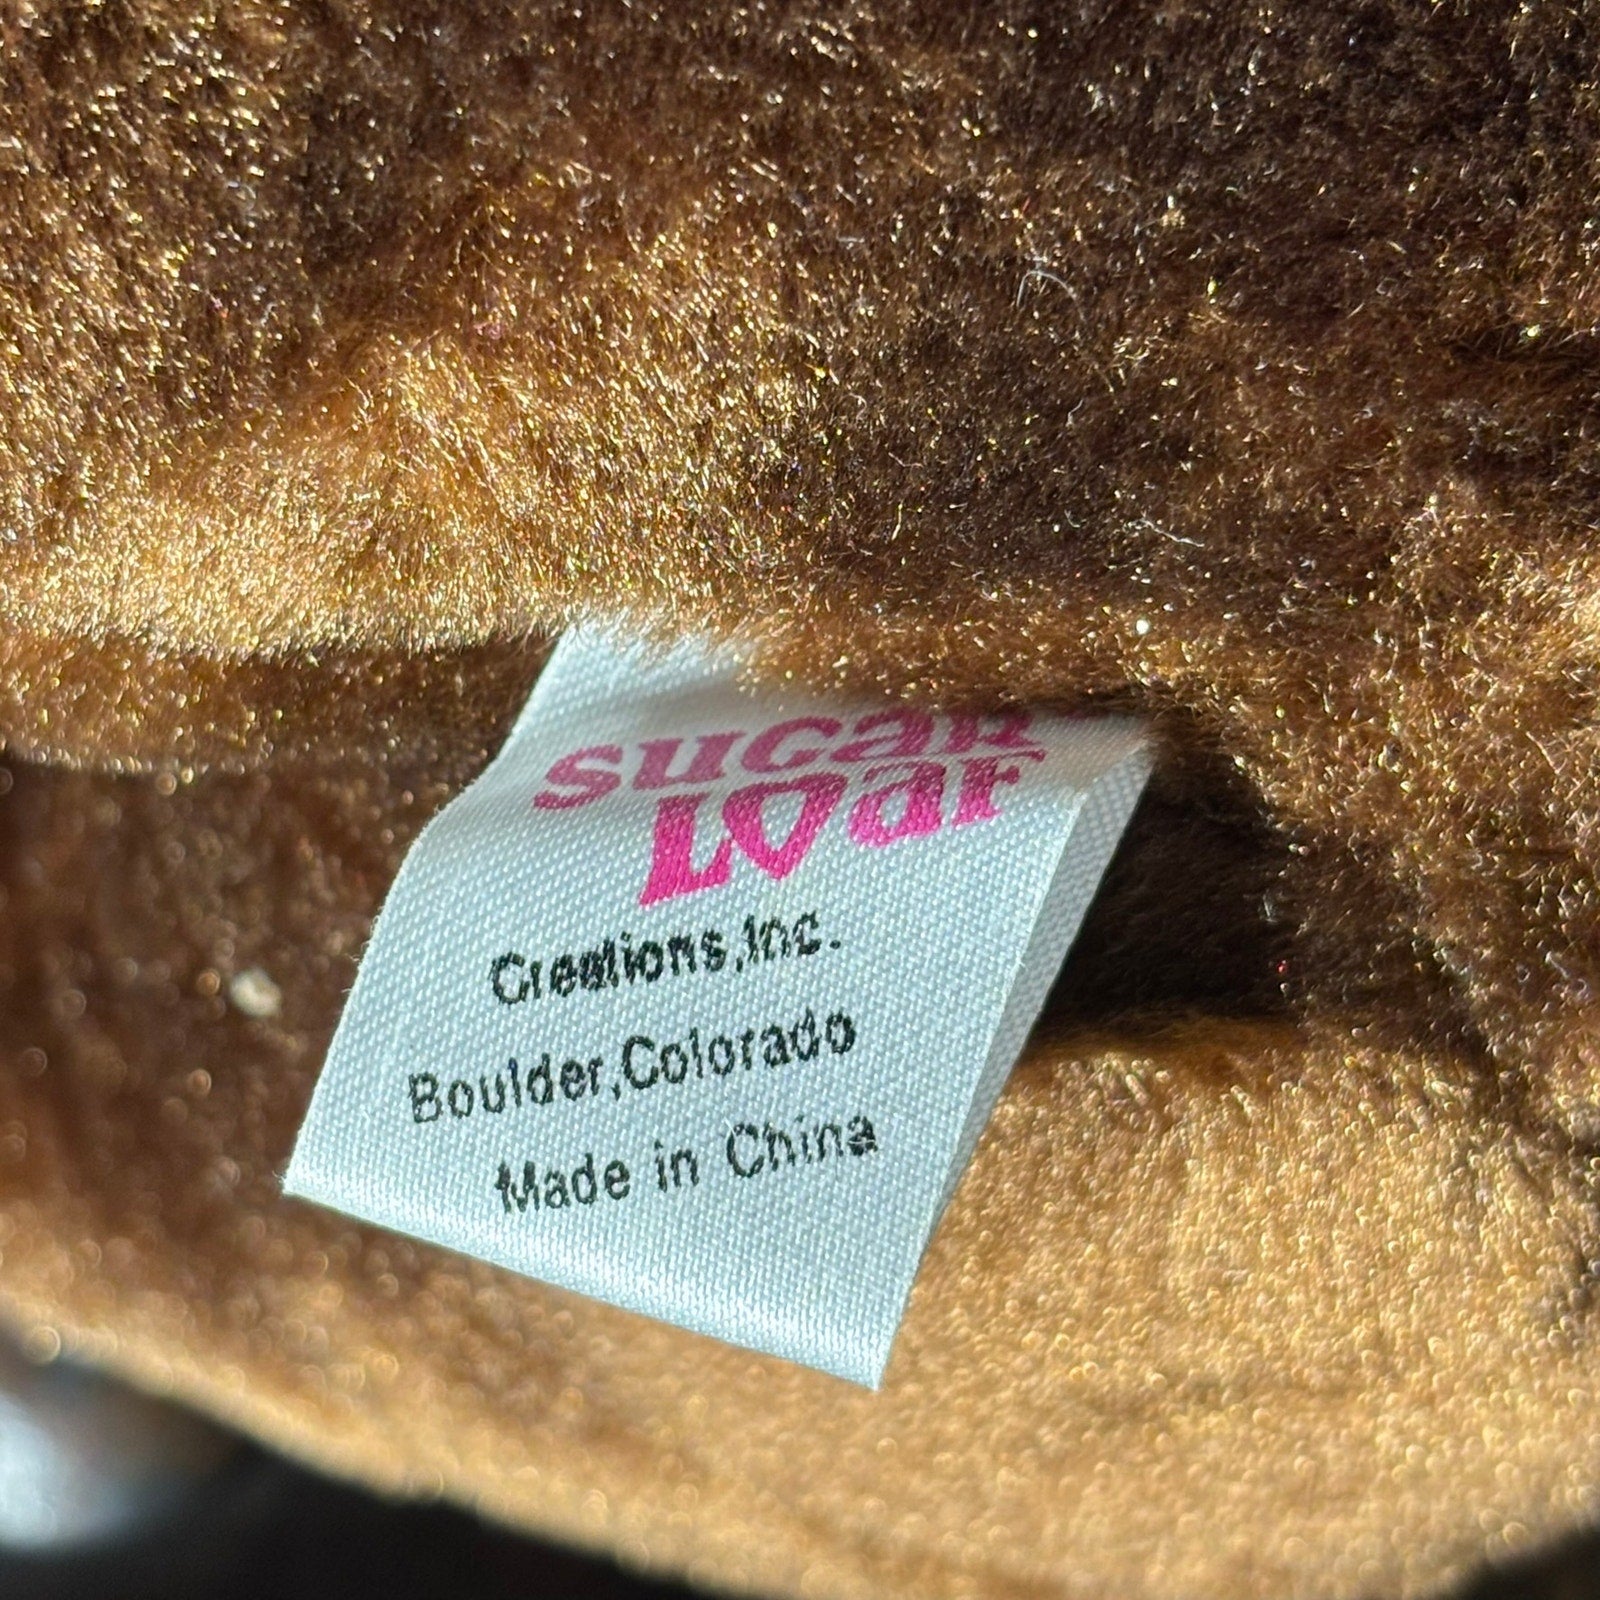 SUGAR
LOAF
Creations,Inc.
Boulder,Colorado
Made in China